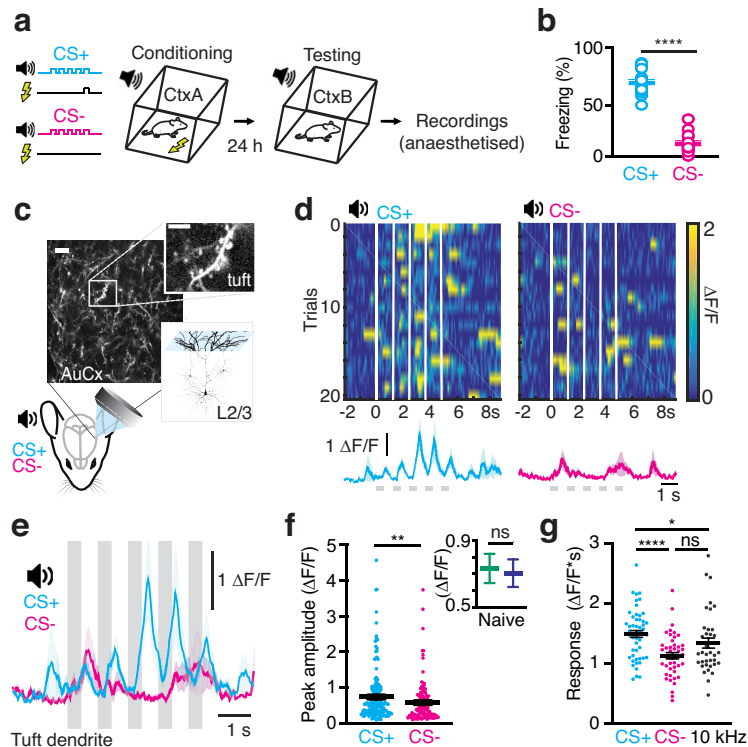 a
CS+
CS-
Conditioning
CtxA
24 h
Testing
CtxB
Recordings
(anaesthetised)
b
****
Freezing (%)
100
50
0
CS+
CS-
c
tuft
AuCx
L2/3
CS+
CS-
d
CS+
CS-
Trials
0
10
20
-2 0 2 4 6 8s
-2 0 2 4 6 8s
2
0
ΔF/F
1 ΔF/F
1 s
e
CS+
CS-
1 ΔF/F
1 s
Tuft dendrite
f
**
Peak amplitude (ΔF/F)
5
4
3
2
1
0
CS+ CS-
ns
(ΔF/F)
0.9
0.5
Naive
g
*
**** ns
Response (ΔF/F*s)
3
2
1
0
CS+ CS- 10 kHz